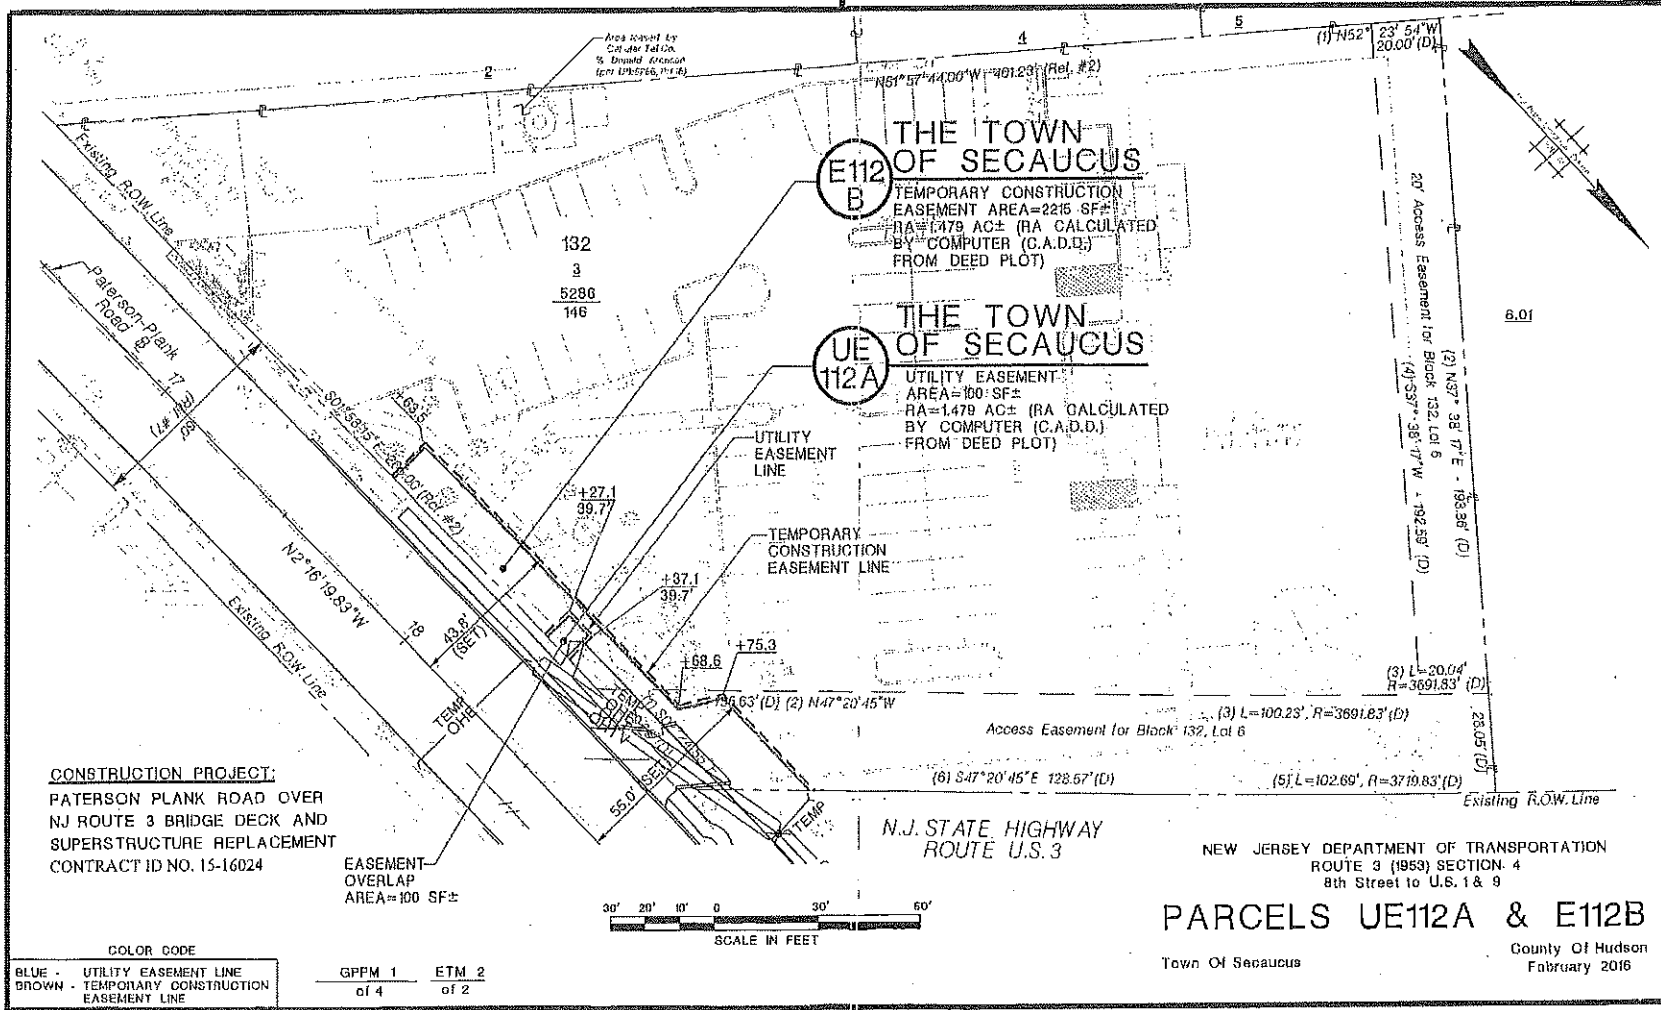 Area leased by
2
4
5
(1) N52° 23' 54"W
20.00' (D)
N51°57'44.00"W 401.23' (Rel. #2)
Existing R.O.W. Line
E112
B
THE TOWN
OF SECAUCUS
TEMPORARY CONSTRUCTION
EASEMENT AREA=2215 SF±
RA=1.479 AC± (RA CALCULATED
BY COMPUTER (C.A.D.D.)
FROM DEED PLOT)
132
3
5286
146
UE
112A
THE TOWN
OF SECAUCUS
UTILITY EASEMENT
AREA=100 SF±
RA=1.479 AC± (RA CALCULATED
BY COMPUTER (C.A.D.D.)
FROM DEED PLOT)
20' Access Easement for Block 132, Lot 6
(4) S37°38'17"W 192.59' (D)
(2) N37° 38' 17"E - 193.36' (D)
6.01
Paterson-Plank
Road
17
60'
(Rel. #1)
+63.5
UTILITY
EASEMENT
LINE
+27.1
39.7'
TEMPORARY
CONSTRUCTION
EASEMENT LINE
+37.1
39.7'
N2°16'19.83"W
18
43.8'
(SET)
Existing R.O.W. Line
+68.6
+75.3
(D) (2) N47°20'45"W
(3) L=20.04'
R=3691.83' (D)
(3) L=100.23', R=3691.83'(D)
Access Easement for Block 132, Lot 6
28.05' (D)
TEMP
OHE
55.0' SET
TEMP
(6) S47°20'45"E 128.57'(D)
(5) L=102.69', R=3719.83'(D)
Existing R.O.W. Line
CONSTRUCTION PROJECT:
PATERSON PLANK ROAD OVER
NJ ROUTE 3 BRIDGE DECK AND
SUPERSTRUCTURE REPLACEMENT
CONTRACT ID NO. 15-16024
EASEMENT
OVERLAP
AREA=100 SF±
N.J. STATE HIGHWAY
ROUTE U.S. 3
30' 20' 10' 0 30' 60'
SCALE IN FEET
NEW JERSEY DEPARTMENT OF TRANSPORTATION
ROUTE 3 (1953) SECTION 4
8th Street to U.S. 1 & 9
PARCELS UE112A & E112B
Town Of Secaucus
County Of Hudson
February 2016
COLOR CODE
BLUE - UTILITY EASEMENT LINE
BROWN - TEMPORARY CONSTRUCTION
EASEMENT LINE
GPPM 1
of 4
ETM 2
of 2